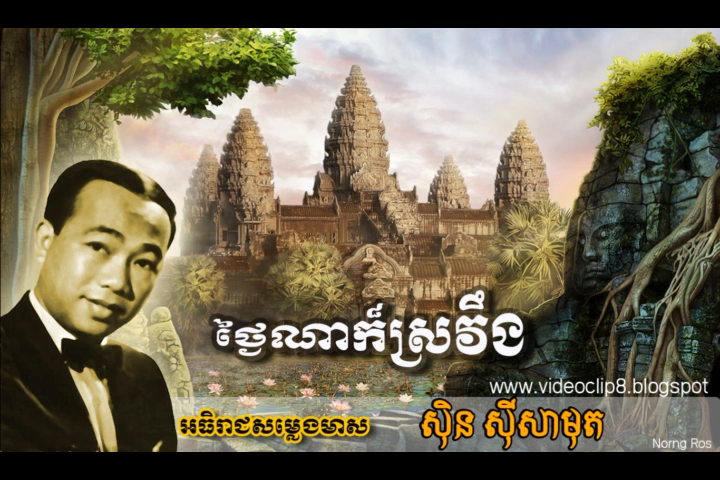 ថ្ងៃណាក៏ស្រវឹង
www.videoclip8.blogspot
អធិរាជសម្លេងមាស
ស៊ិន ស៊ីសាមុត
Norng Ros